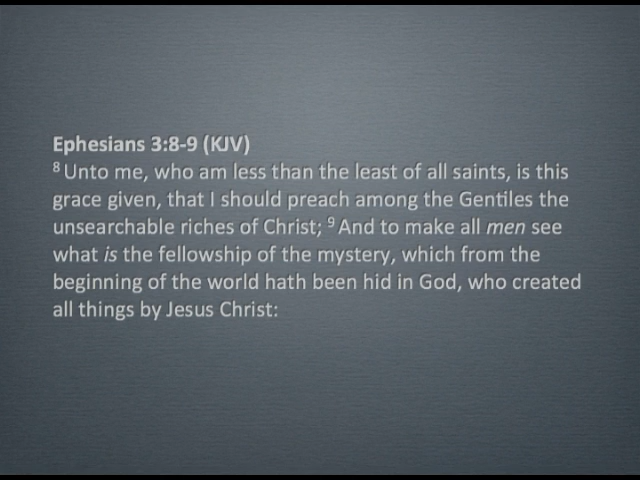 Ephesians 3:8-9 (KJV)
8 Unto me, who am less than the least of all saints, is this
grace given, that I should preach among the Gentiles the
unsearchable riches of Christ; 9 And to make all men see
what is the fellowship of the mystery, which from the
beginning of the world hath been hid in God, who created
all things by Jesus Christ: